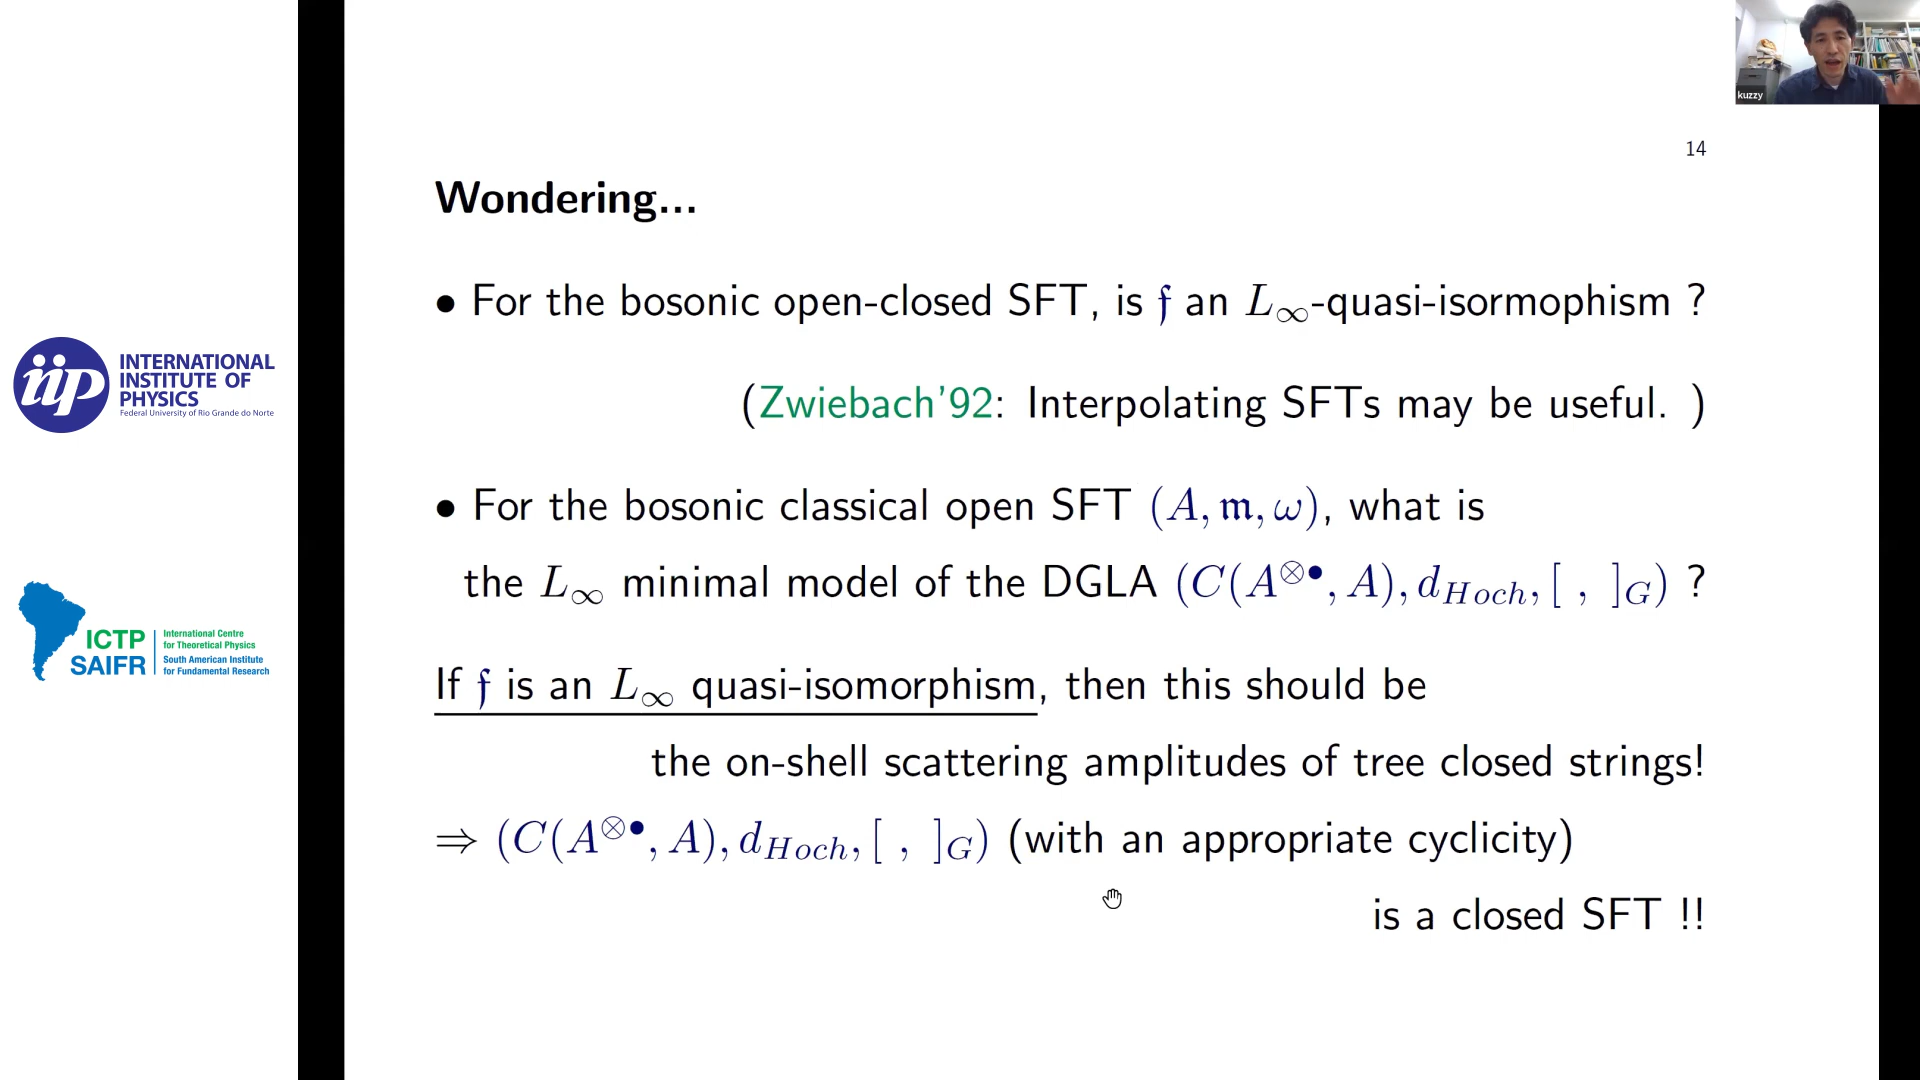 kuzzy
14
Wondering...
• For the bosonic open-closed SFT, is 𝔣 an L∞-quasi-isormophism ?
(Zwiebach'92: Interpolating SFTs may be useful. )
• For the bosonic classical open SFT (A, 𝔪, ω), what is
the L∞ minimal model of the DGLA (C(A^⊗•, A), d_Hoch, [ , ]_G) ?
If 𝔣 is an L∞ quasi-isomorphism, then this should be
the on-shell scattering amplitudes of tree closed strings!
⇒ (C(A^⊗•, A), d_Hoch, [ , ]_G) (with an appropriate cyclicity)
is a closed SFT !!
iip
INTERNATIONAL
INSTITUTE OF
PHYSICS
Federal University of Rio Grande do Norte
ICTP
SAIFR
International Centre
for Theoretical Physics
South American Institute
for Fundamental Research